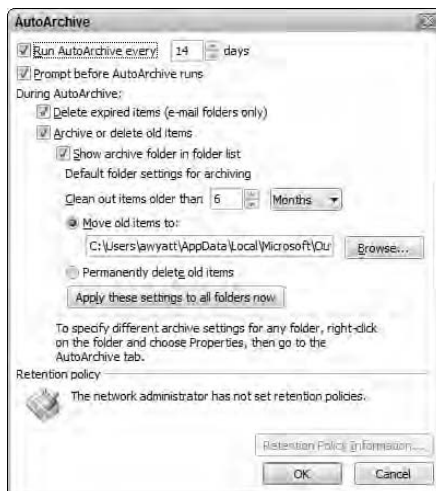 AutoArchive
Run AutoArchive every 14 days
Prompt before AutoArchive runs
During AutoArchive:
Delete expired items (e-mail folders only)
Archive or delete old items
Show archive folder in folder list
Default folder settings for archiving
Clean out items older than 6 Months
Move old items to:
C:\Users\awyatt\AppData\Local\Microsoft\Ou Browse...
Permanently delete old items
Apply these settings to all folders now
To specify different archive settings for any folder, right-click
on the folder and choose Properties, then go to the
AutoArchive tab.
Retention policy
The network administrator has not set retention policies.
Retention Policy Information...
OK Cancel